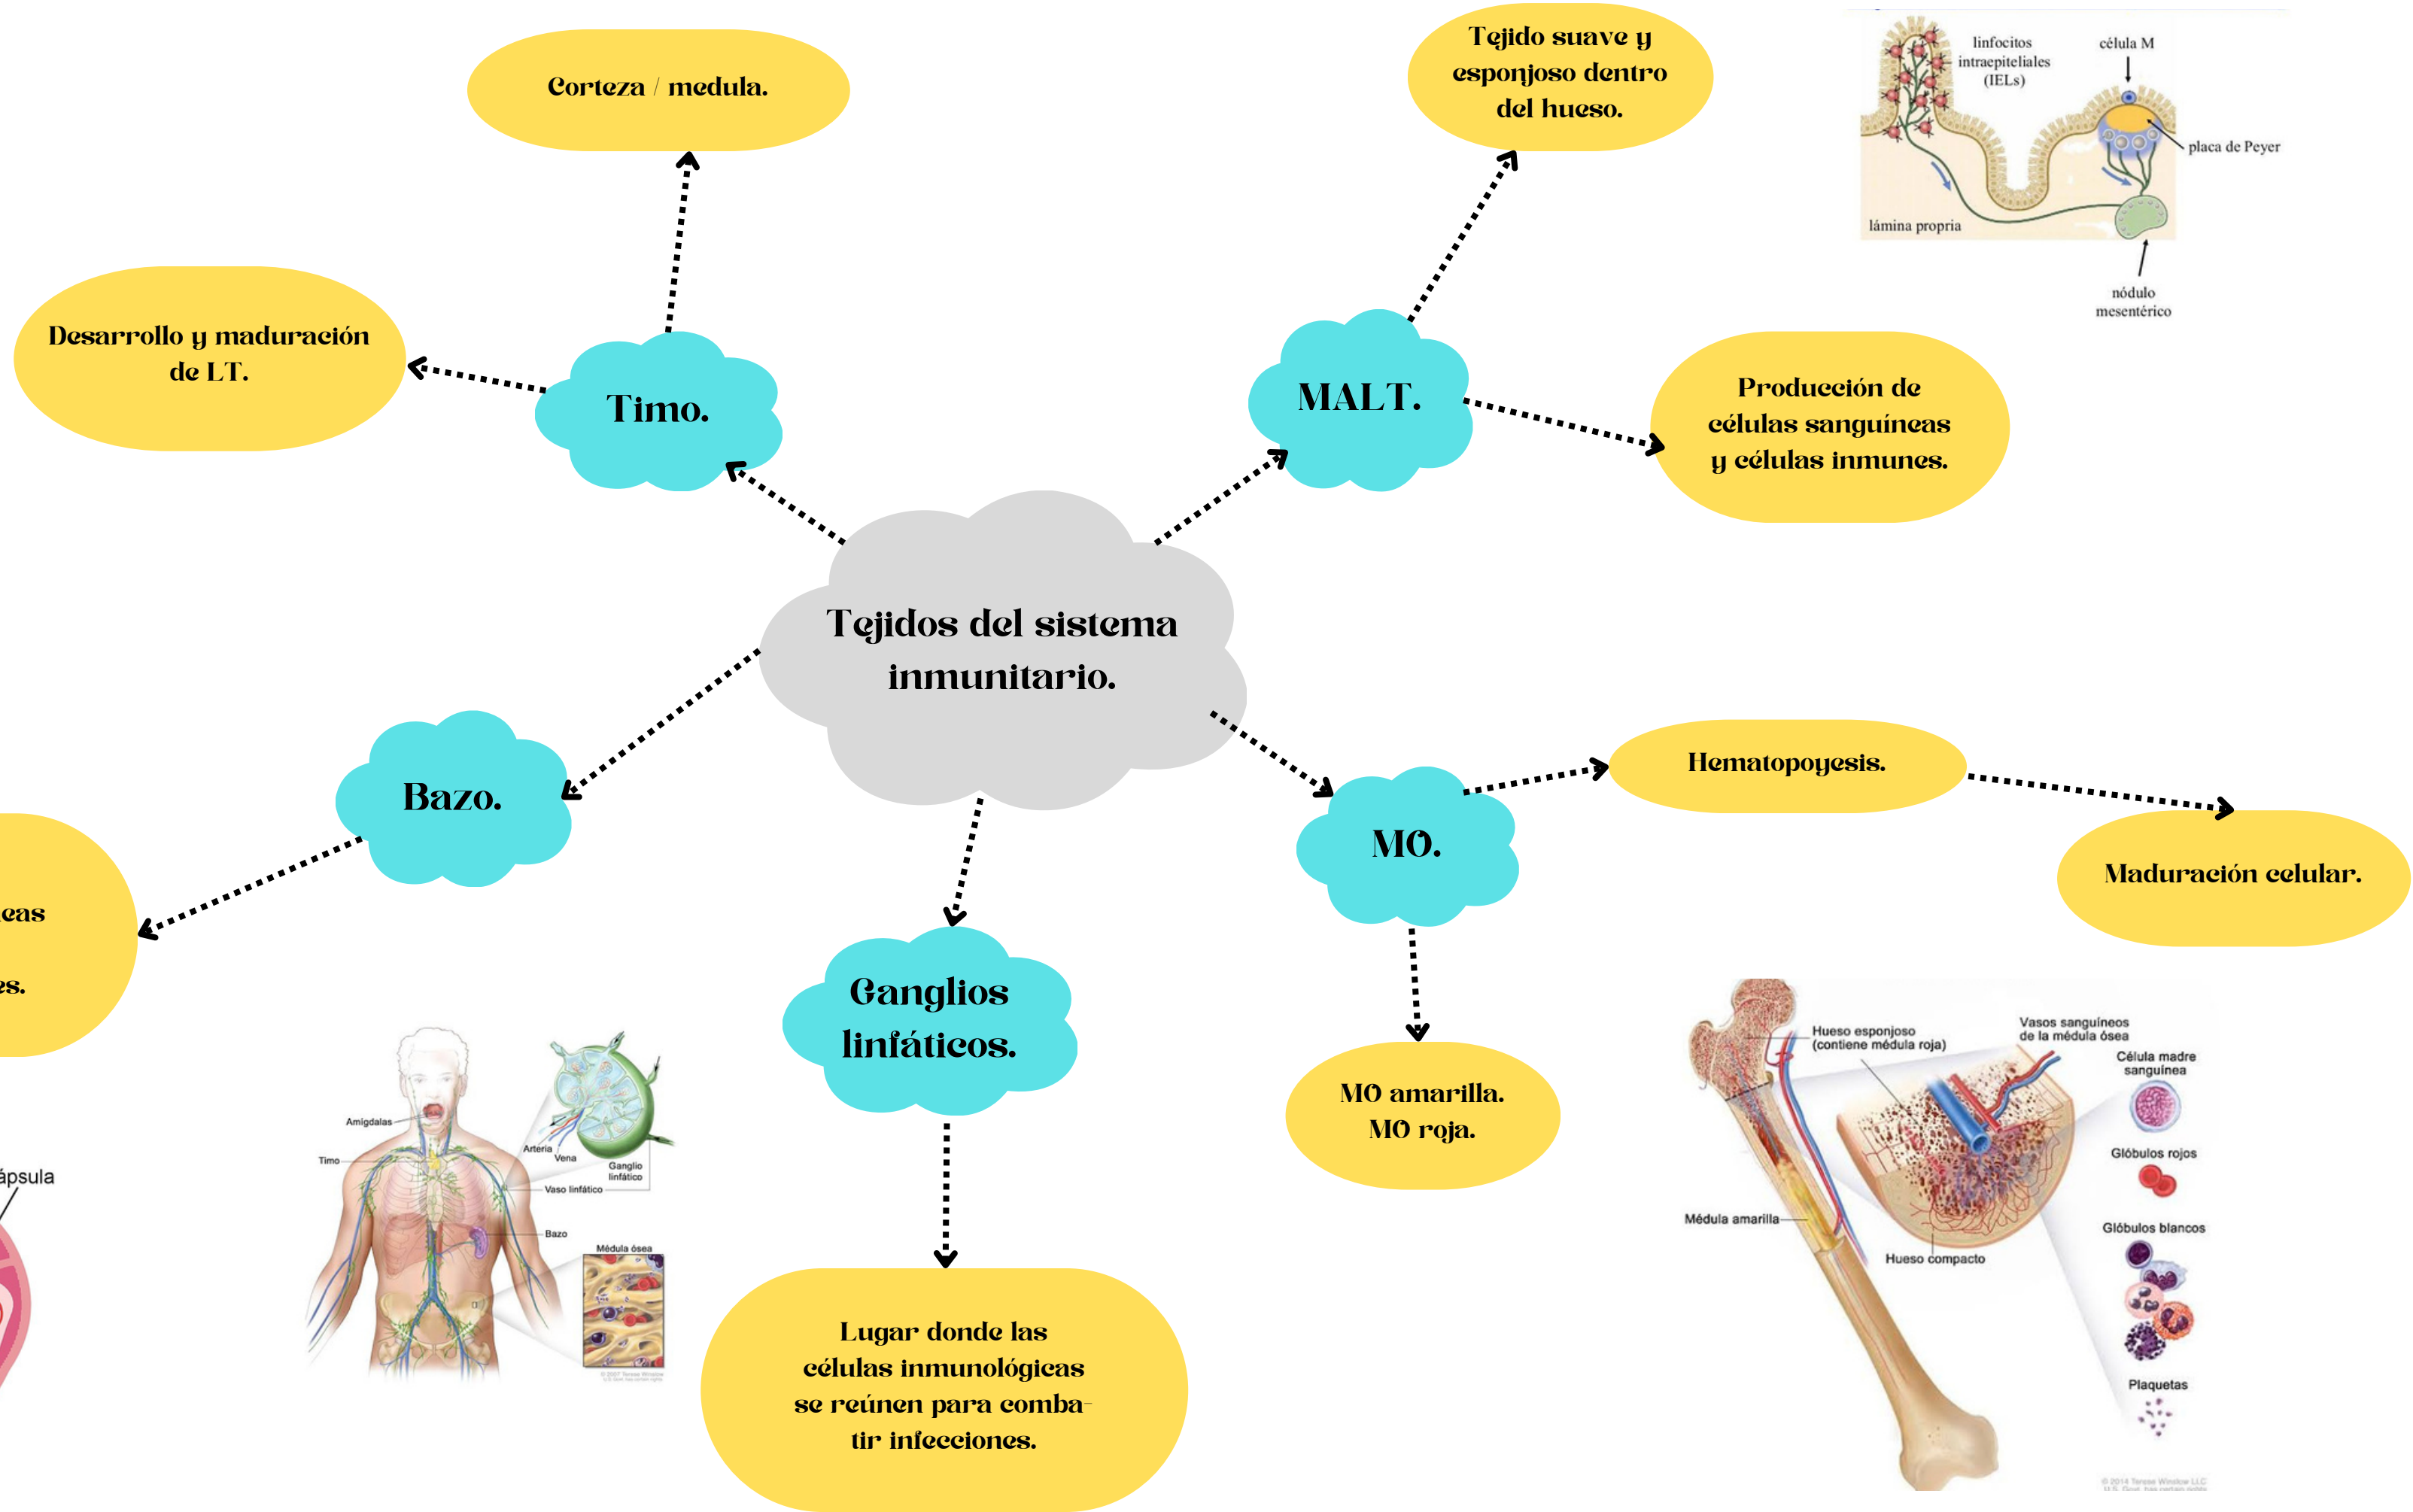 Corteza / medula.
Tejido suave y
esponjoso dentro
del hueso.
linfocitos
intraepiteliales
(IELs)
célula M
placa de Peyer
lámina propria
nódulo
mesentérico
Desarrollo y maduración
de LT.
Timo.
MALT.
Producción de
células sanguíneas
y células inmunes.
Tejidos del sistema
inmunitario.
Bazo.
MO.
Hematopoyesis.
Maduración celular.
Ganglios
linfáticos.
MO amarilla.
MO roja.
Lugar donde las
células inmunológicas
se reúnen para comba-
tir infecciones.
Amígdalas
Timo
Arteria
Vena
Ganglio
linfático
Vaso linfático
Bazo
Médula ósea
Hueso esponjoso
(contiene médula roja)
Vasos sanguíneos
de la médula ósea
Célula madre
sanguínea
Glóbulos rojos
Glóbulos blancos
Plaquetas
Médula amarilla
Hueso compacto
© 2014 Terese Winslow LLC